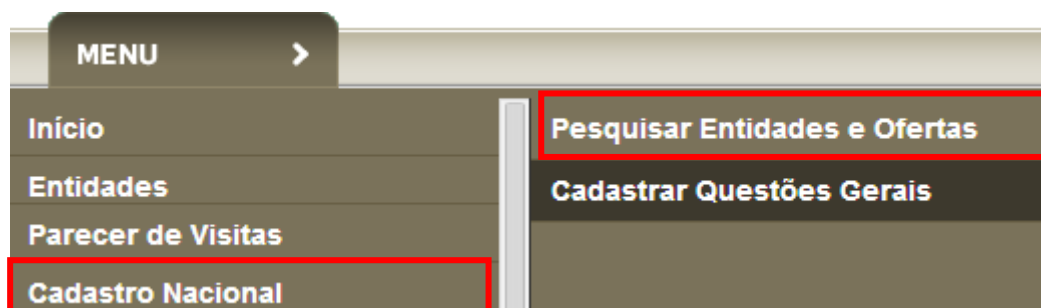 MENU
Início
Entidades
Parecer de Visitas
Cadastro Nacional
Pesquisar Entidades e Ofertas
Cadastrar Questões Gerais